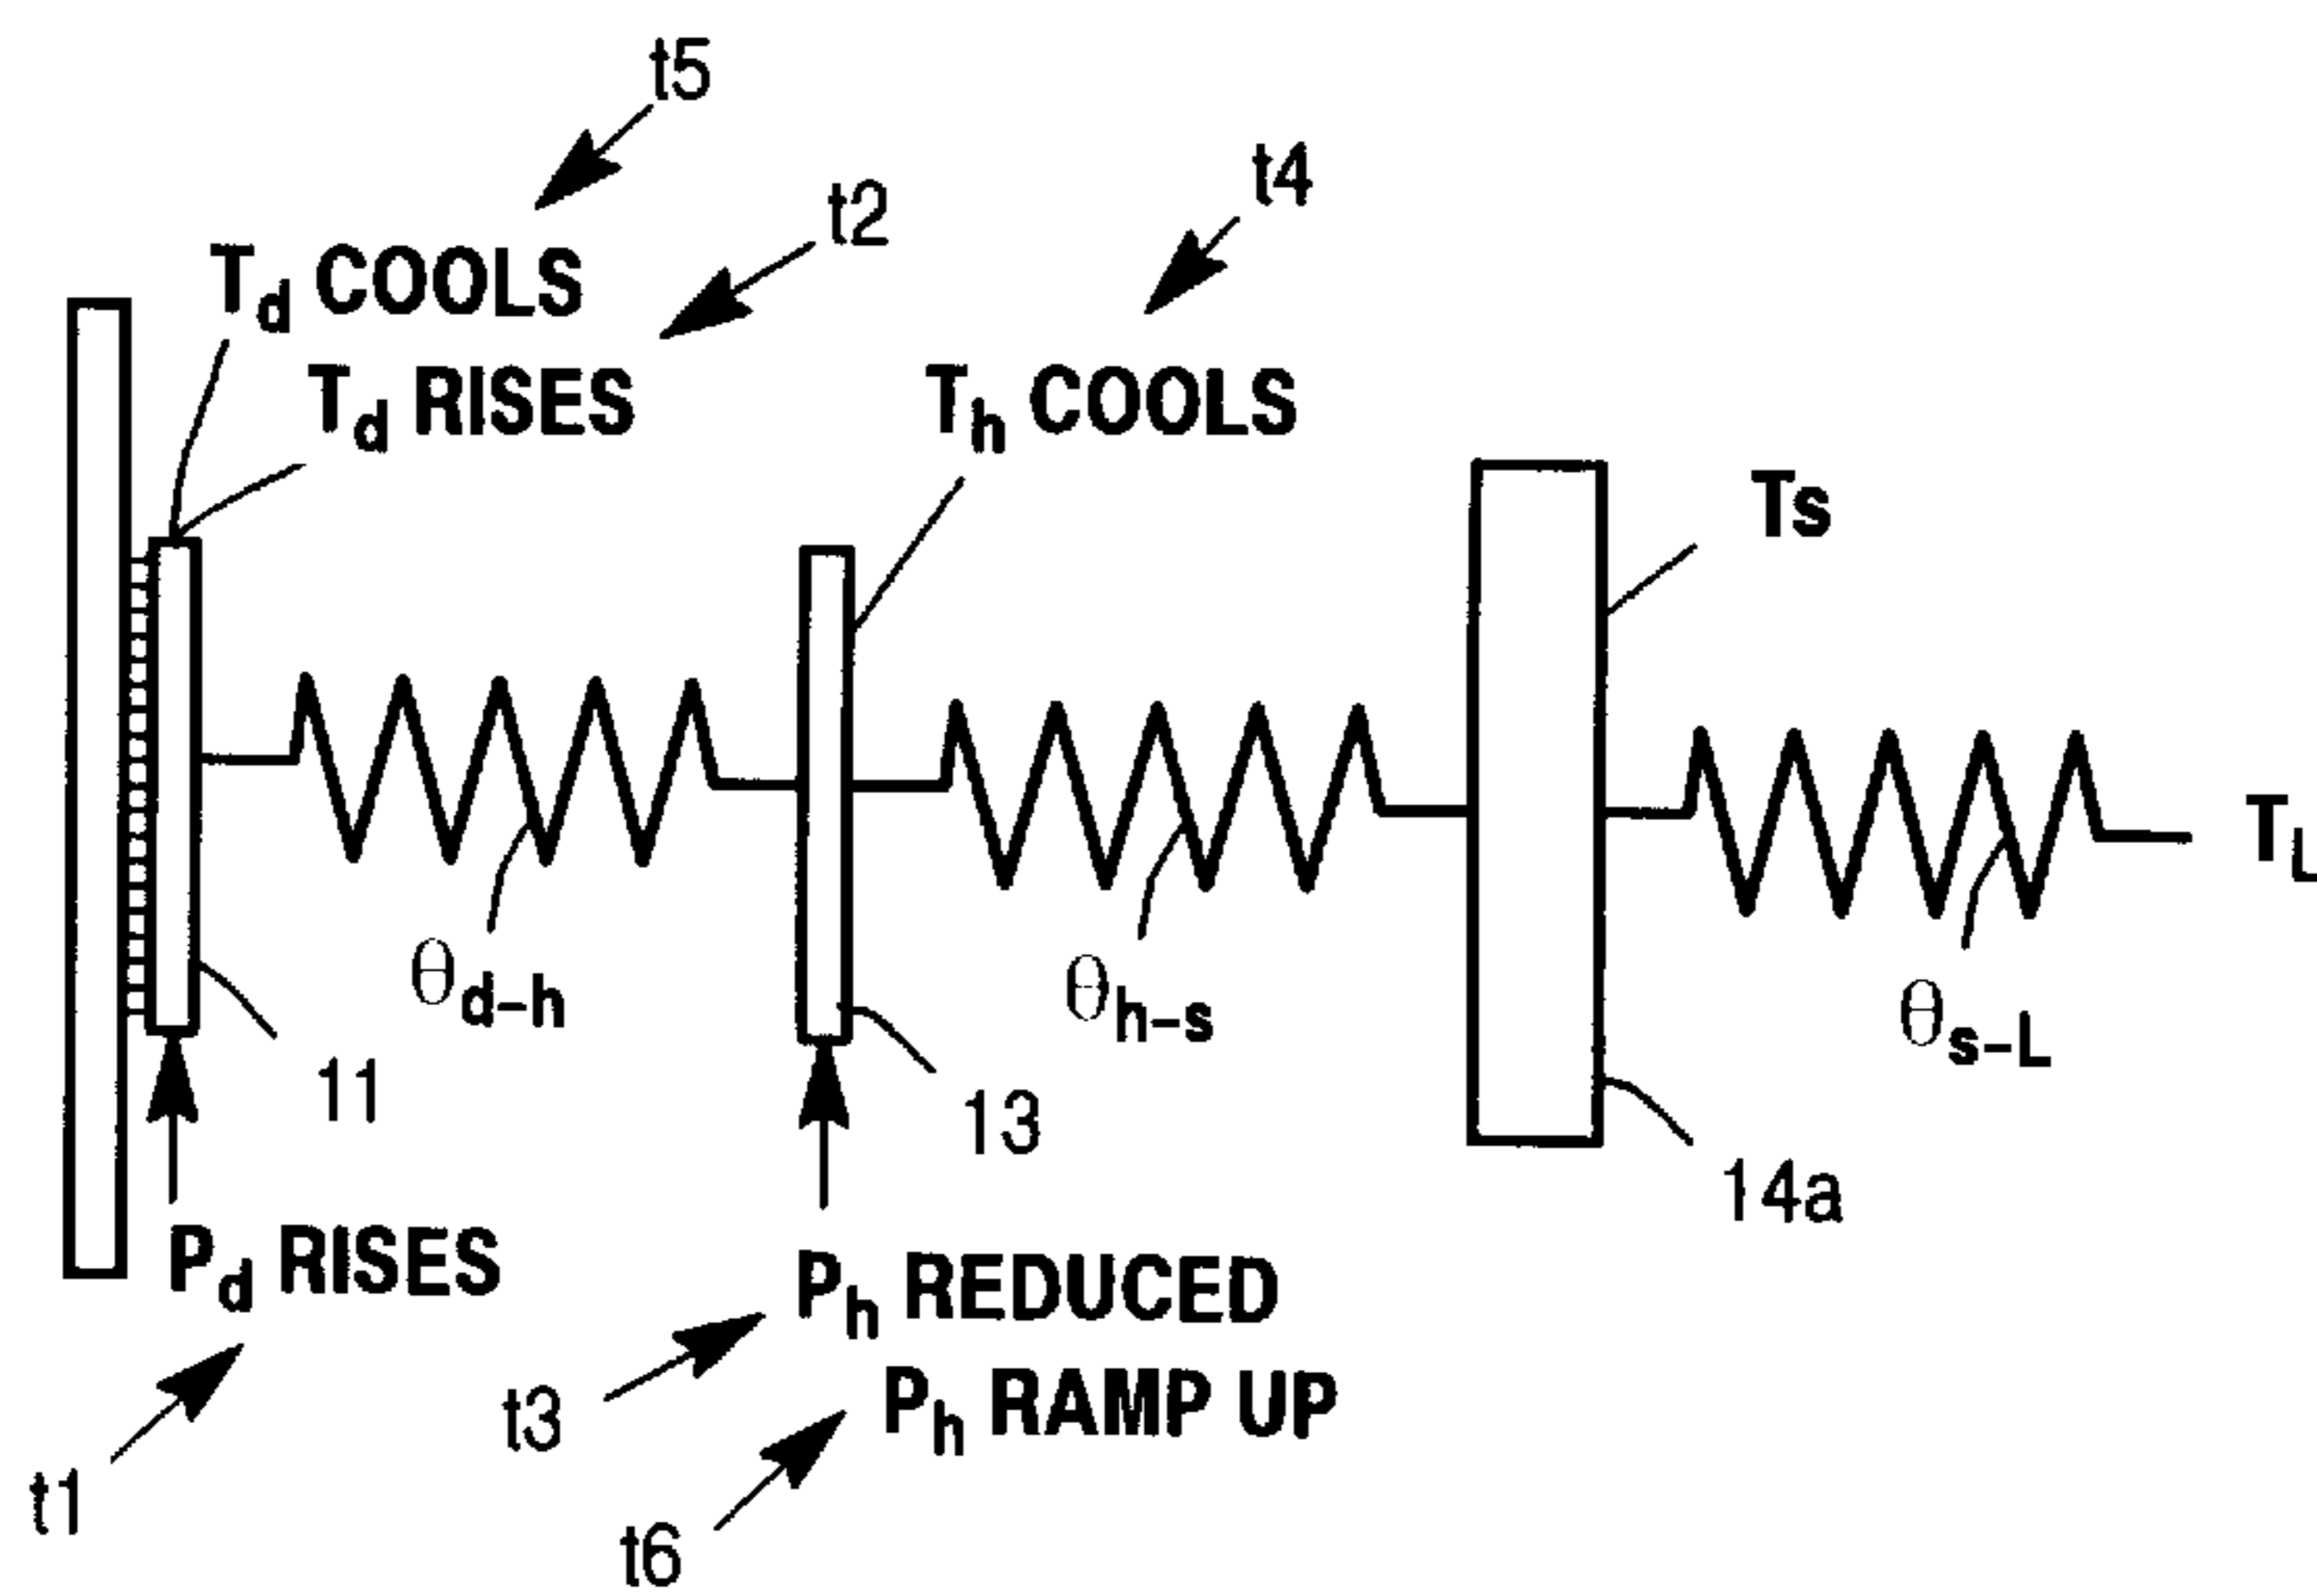 t5
t2
t4
Td COOLS
Td RISES
Th COOLS
Ts
TL
θd-h
θh-s
θs-L
11
13
14a
Pd RISES
Ph REDUCED
Ph RAMP UP
t3
t1
t6